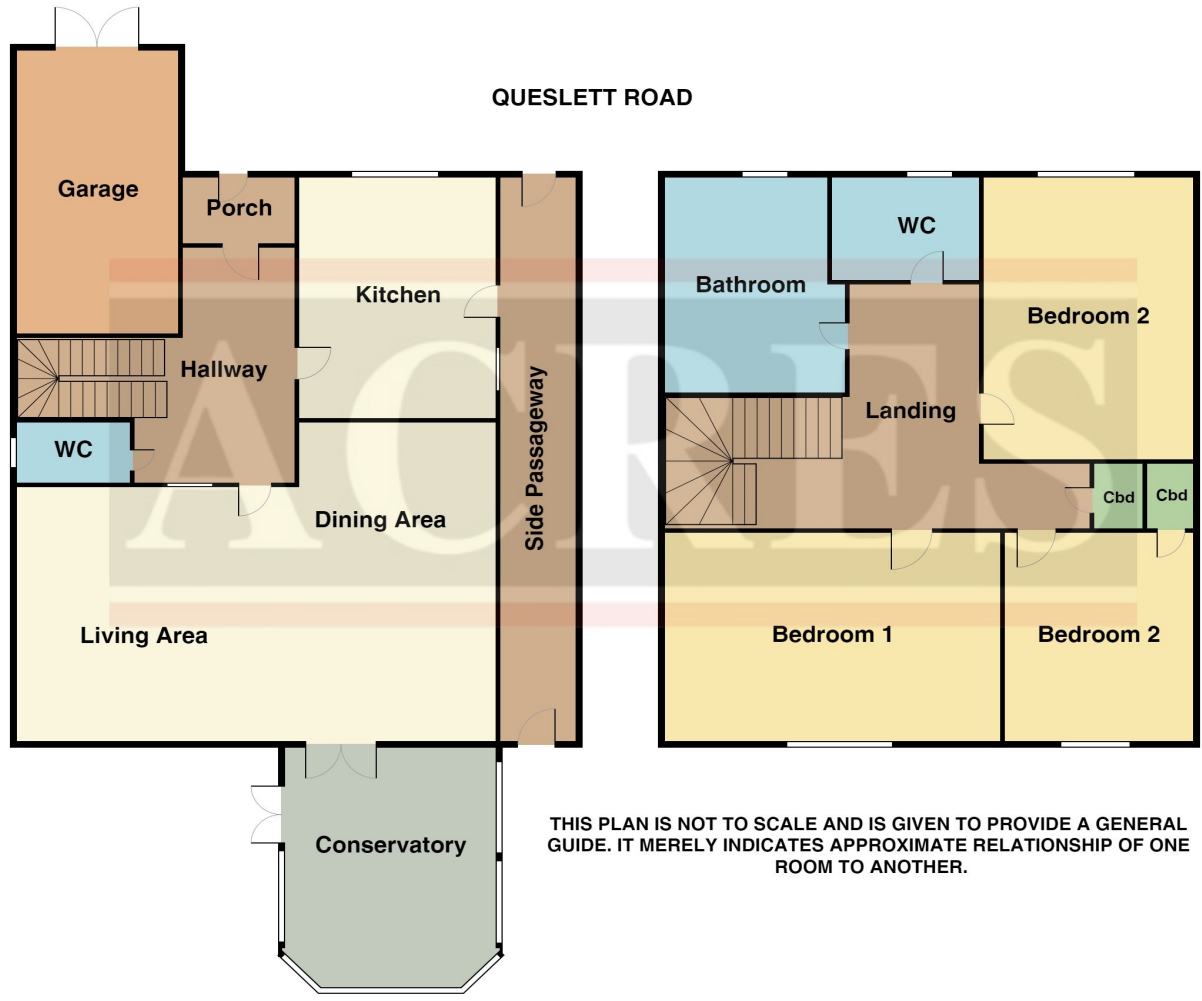 QUESLETT ROAD
Garage
Porch
Kitchen
Hallway
WC
Dining Area
Living Area
Side Passageway
Conservatory
Bathroom
WC
Bedroom 2
Landing
Cbd
Cbd
Bedroom 1
Bedroom 2
ACRES
THIS PLAN IS NOT TO SCALE AND IS GIVEN TO PROVIDE A GENERAL
GUIDE. IT MERELY INDICATES APPROXIMATE RELATIONSHIP OF ONE
ROOM TO ANOTHER.